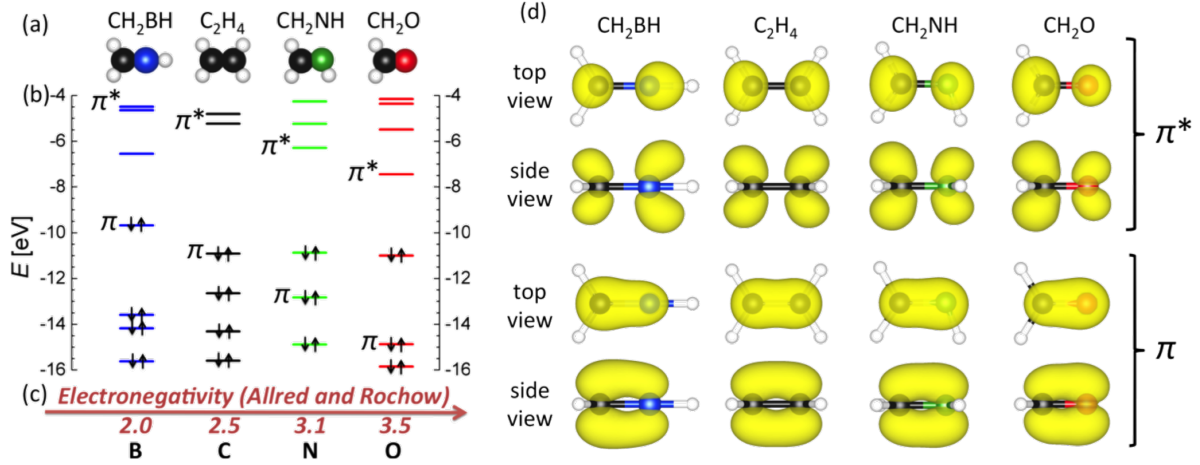 (a)
CH₂BH C₂H₄ CH₂NH CH₂O
(b)
-4 -4
π*
π*
-6 -6
π*
π*
-8 -8
π
-10 -10
π
E [eV]
-12 -12
π
-14 -14
π
-16 -16
(c) Electronegativity (Allred and Rochow)
2.0 2.5 3.1 3.5
B C N O
(d)
CH₂BH C₂H₄ CH₂NH CH₂O
top
view
π*
side
view
top
view
π
side
view